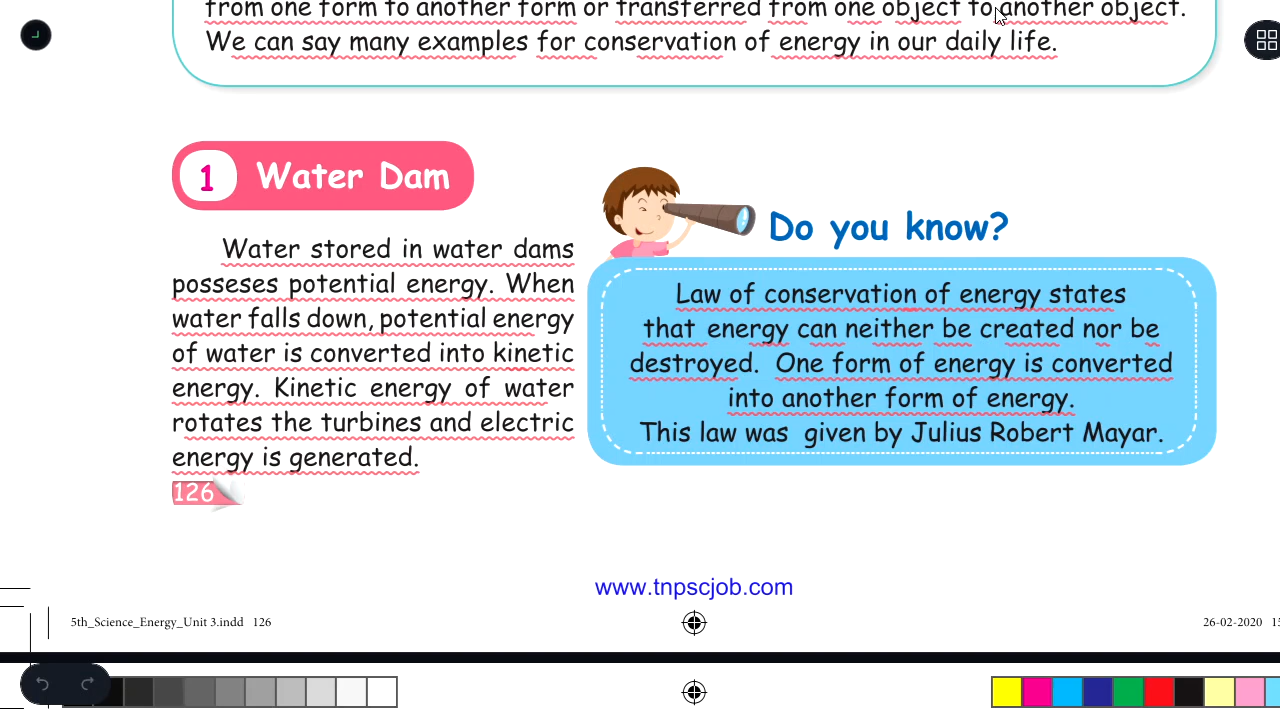 from one form to another form or transferred from one object to another object.
We can say many examples for conservation of energy in our daily life.
1 Water Dam
Water stored in water dams
posseses potential energy. When
water falls down, potential energy
of water is converted into kinetic
energy. Kinetic energy of water
rotates the turbines and electric
energy is generated.
126
Do you know?
Law of conservation of energy states
that energy can neither be created nor be
destroyed. One form of energy is converted
into another form of energy.
This law was given by Julius Robert Mayar.
www.tnpscjob.com
5th_Science_Energy_Unit 3.indd 126
26-02-2020